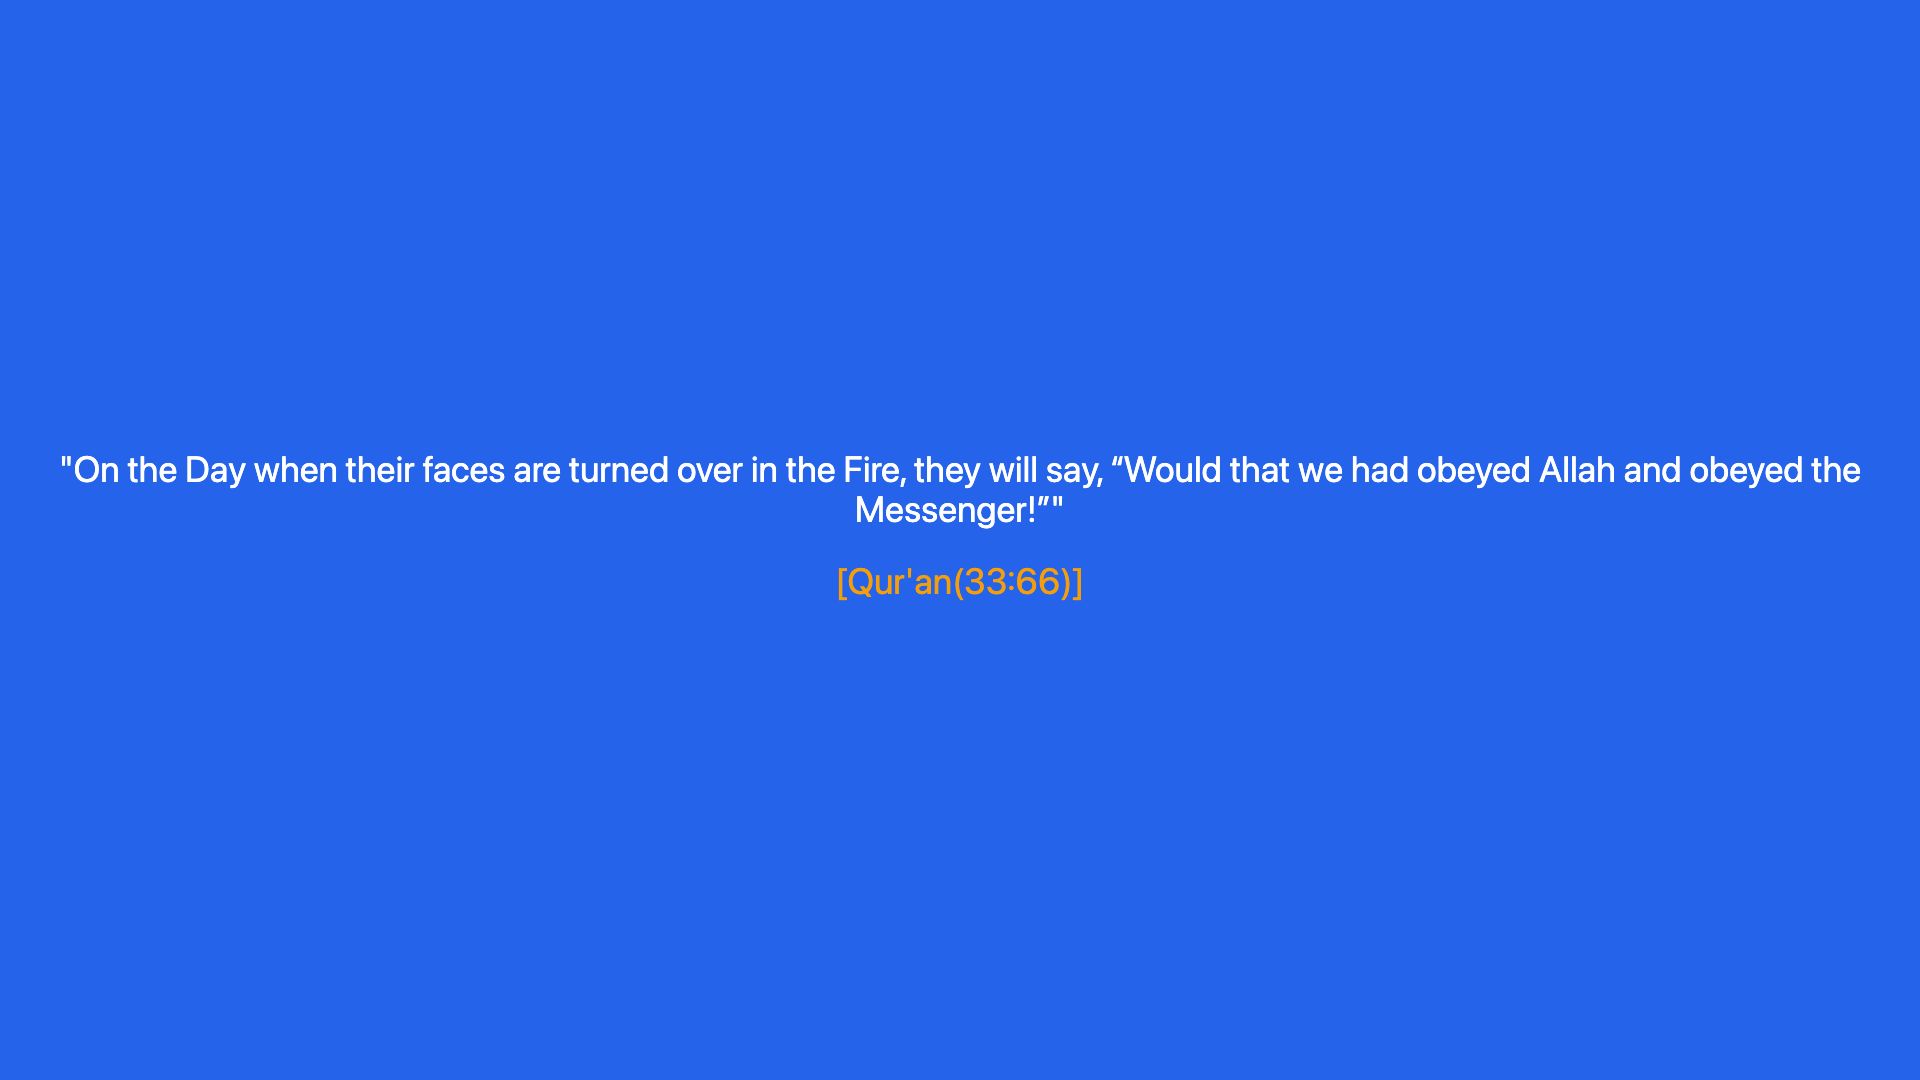 "On the Day when their faces are turned over in the Fire, they will say, “Would that we had obeyed Allah and obeyed the
Messenger!”"
[Qur'an(33:66)]